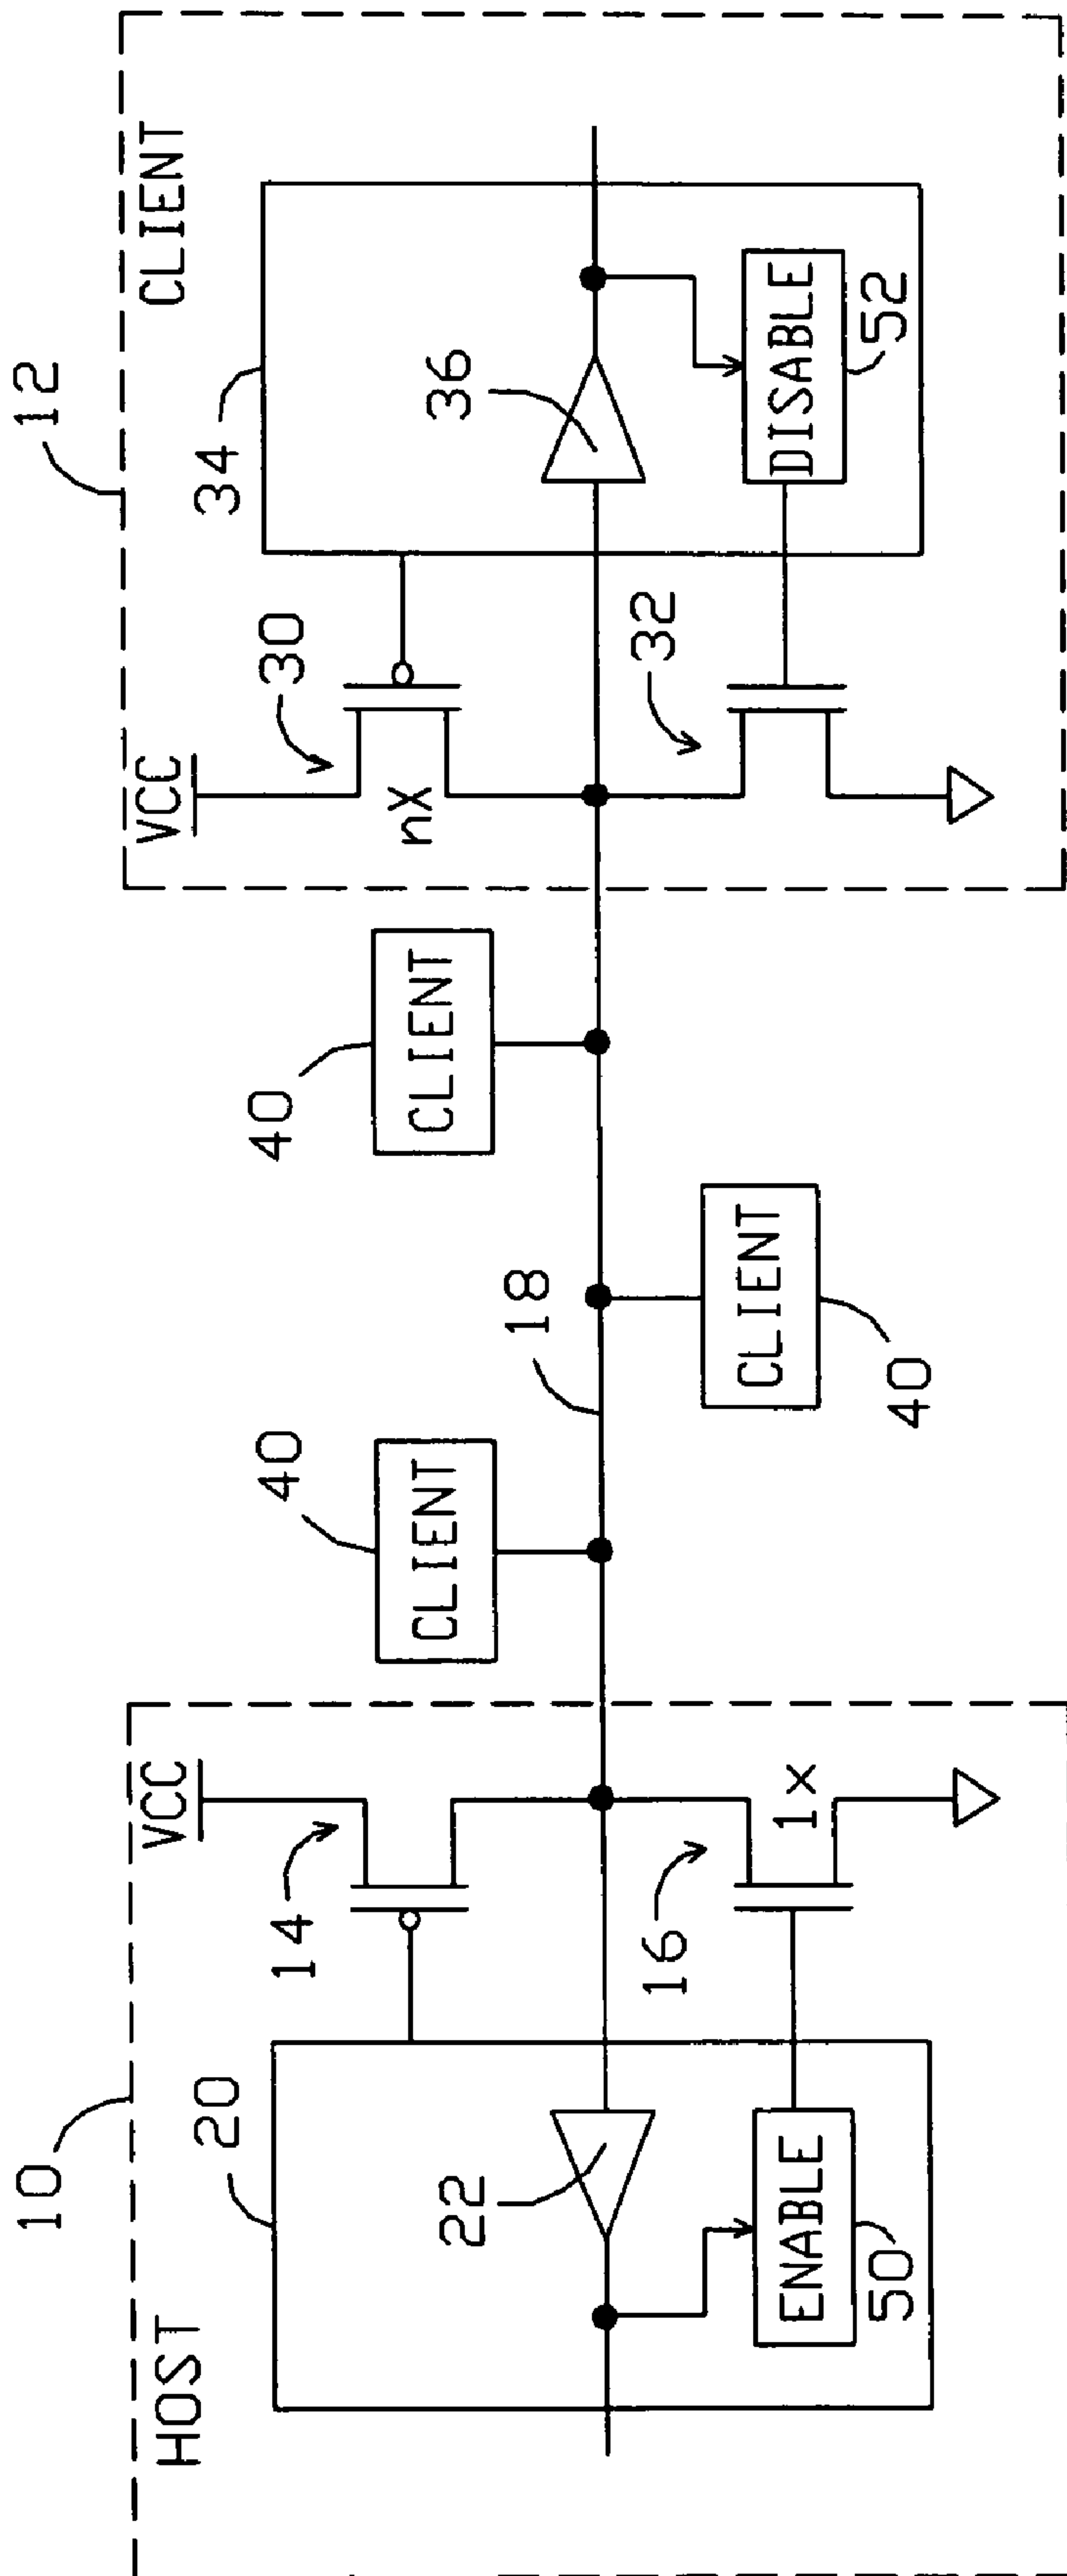 10
HOST
20
22
ENABLE
50
VCC
14
16
1x
40
CLIENT
18
CLIENT
40
40
CLIENT
12
CLIENT
VCC
30
nX
32
34
36
DISABLE
52